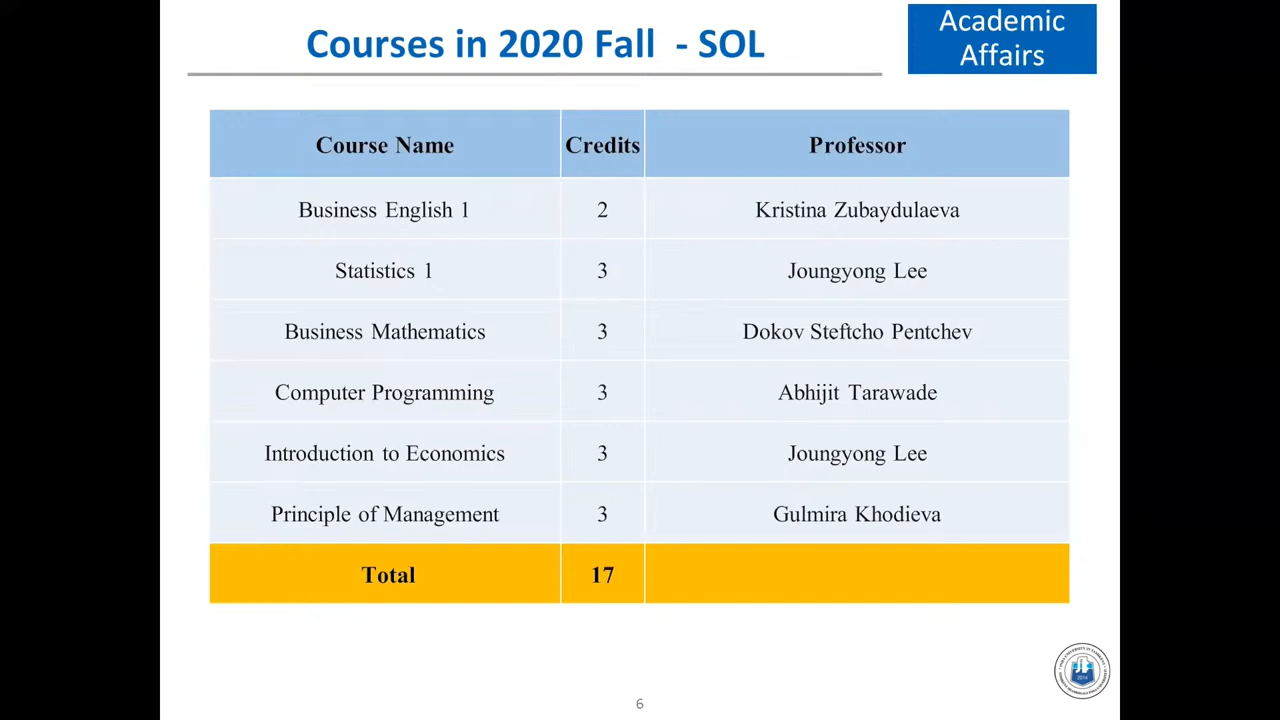 Courses in 2020 Fall - SOL
Academic
Affairs
Course Name Credits Professor
Business English 1 2 Kristina Zubaydulaeva
Statistics 1 3 Joungyong Lee
Business Mathematics 3 Dokov Steftcho Pentchev
Computer Programming 3 Abhijit Tarawade
Introduction to Economics 3 Joungyong Lee
Principle of Management 3 Gulmira Khodieva
Total 17
2014
6